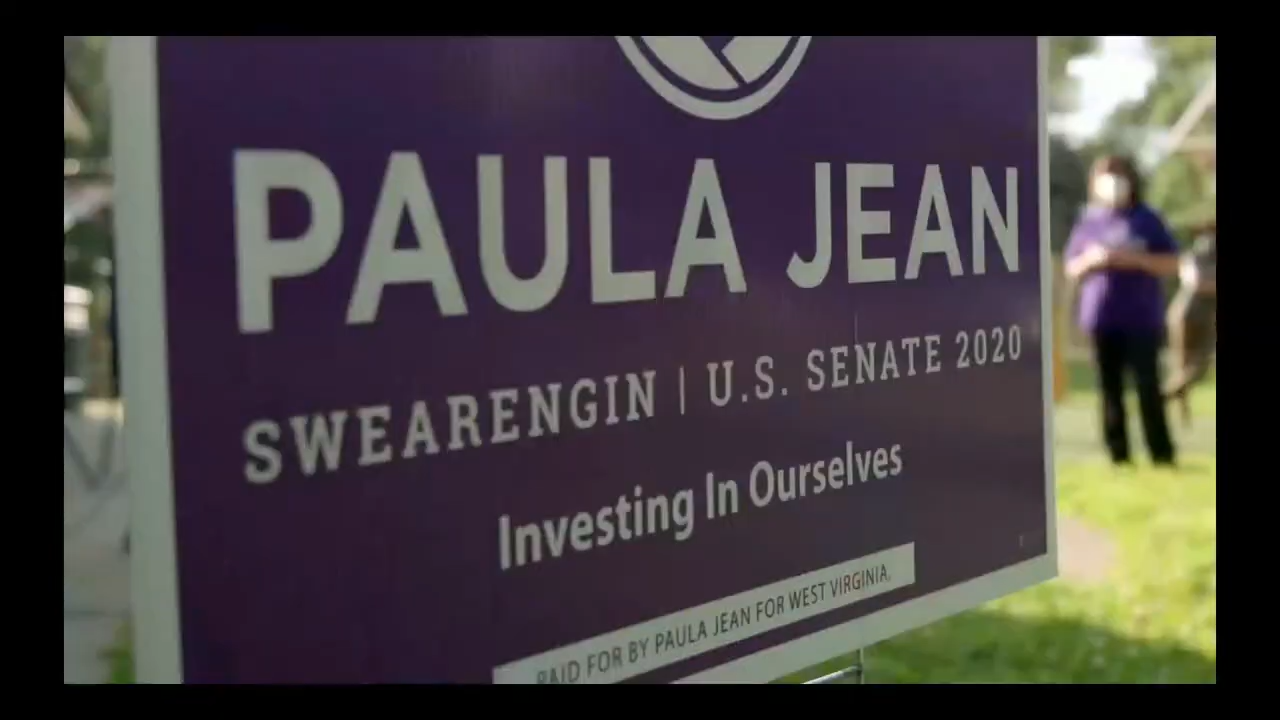 PAULA JEAN
SWEARENGIN | U.S. SENATE 2020
Investing In Ourselves
PAID FOR BY PAULA JEAN FOR WEST VIRGINIA.